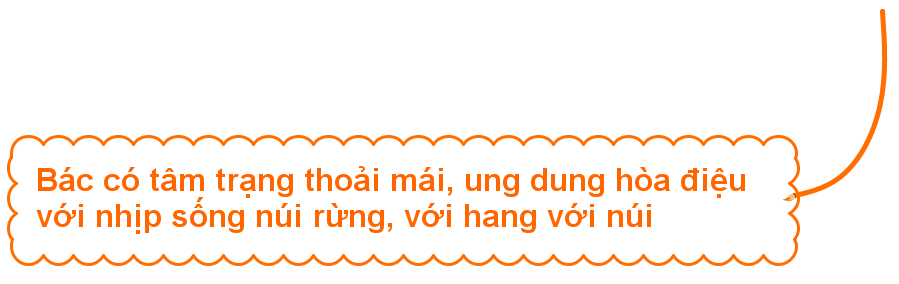 Bác có tâm trạng thoải mái, ung dung hòa điệu
với nhịp sống núi rừng, với hang với núi